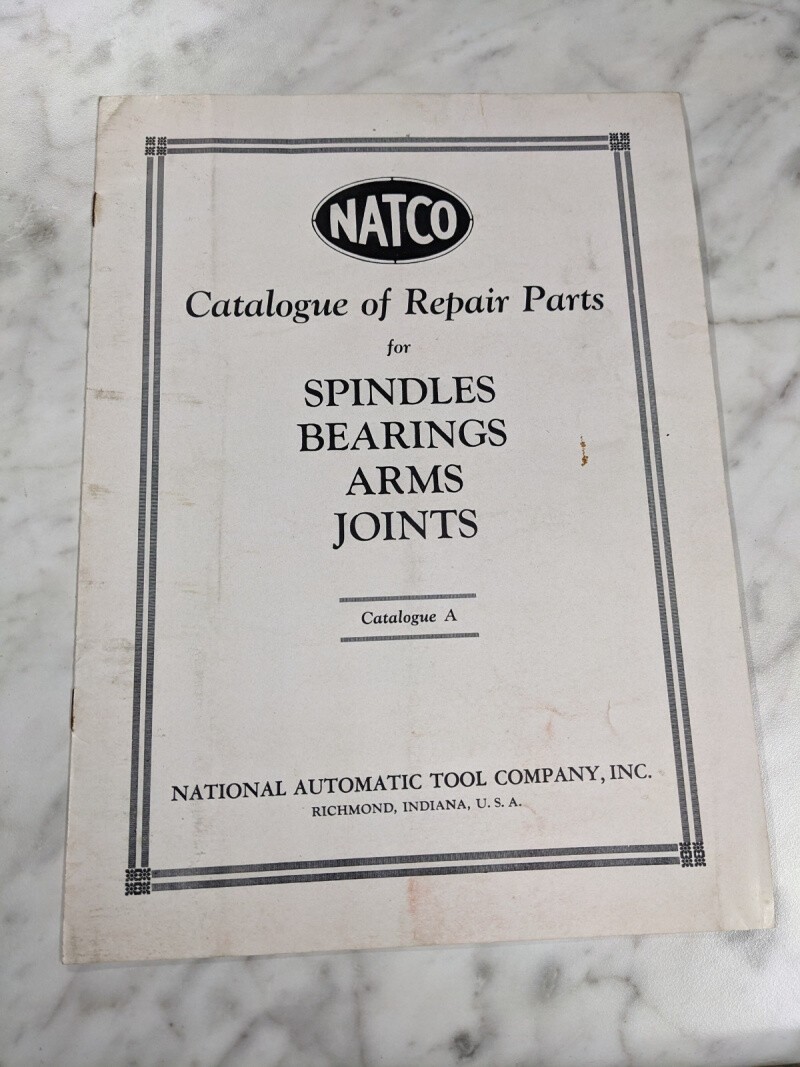 NATCO
Catalogue of Repair Parts
for
SPINDLES
BEARINGS
ARMS
JOINTS
Catalogue A
NATIONAL AUTOMATIC TOOL COMPANY, INC.
RICHMOND, INDIANA, U. S. A.